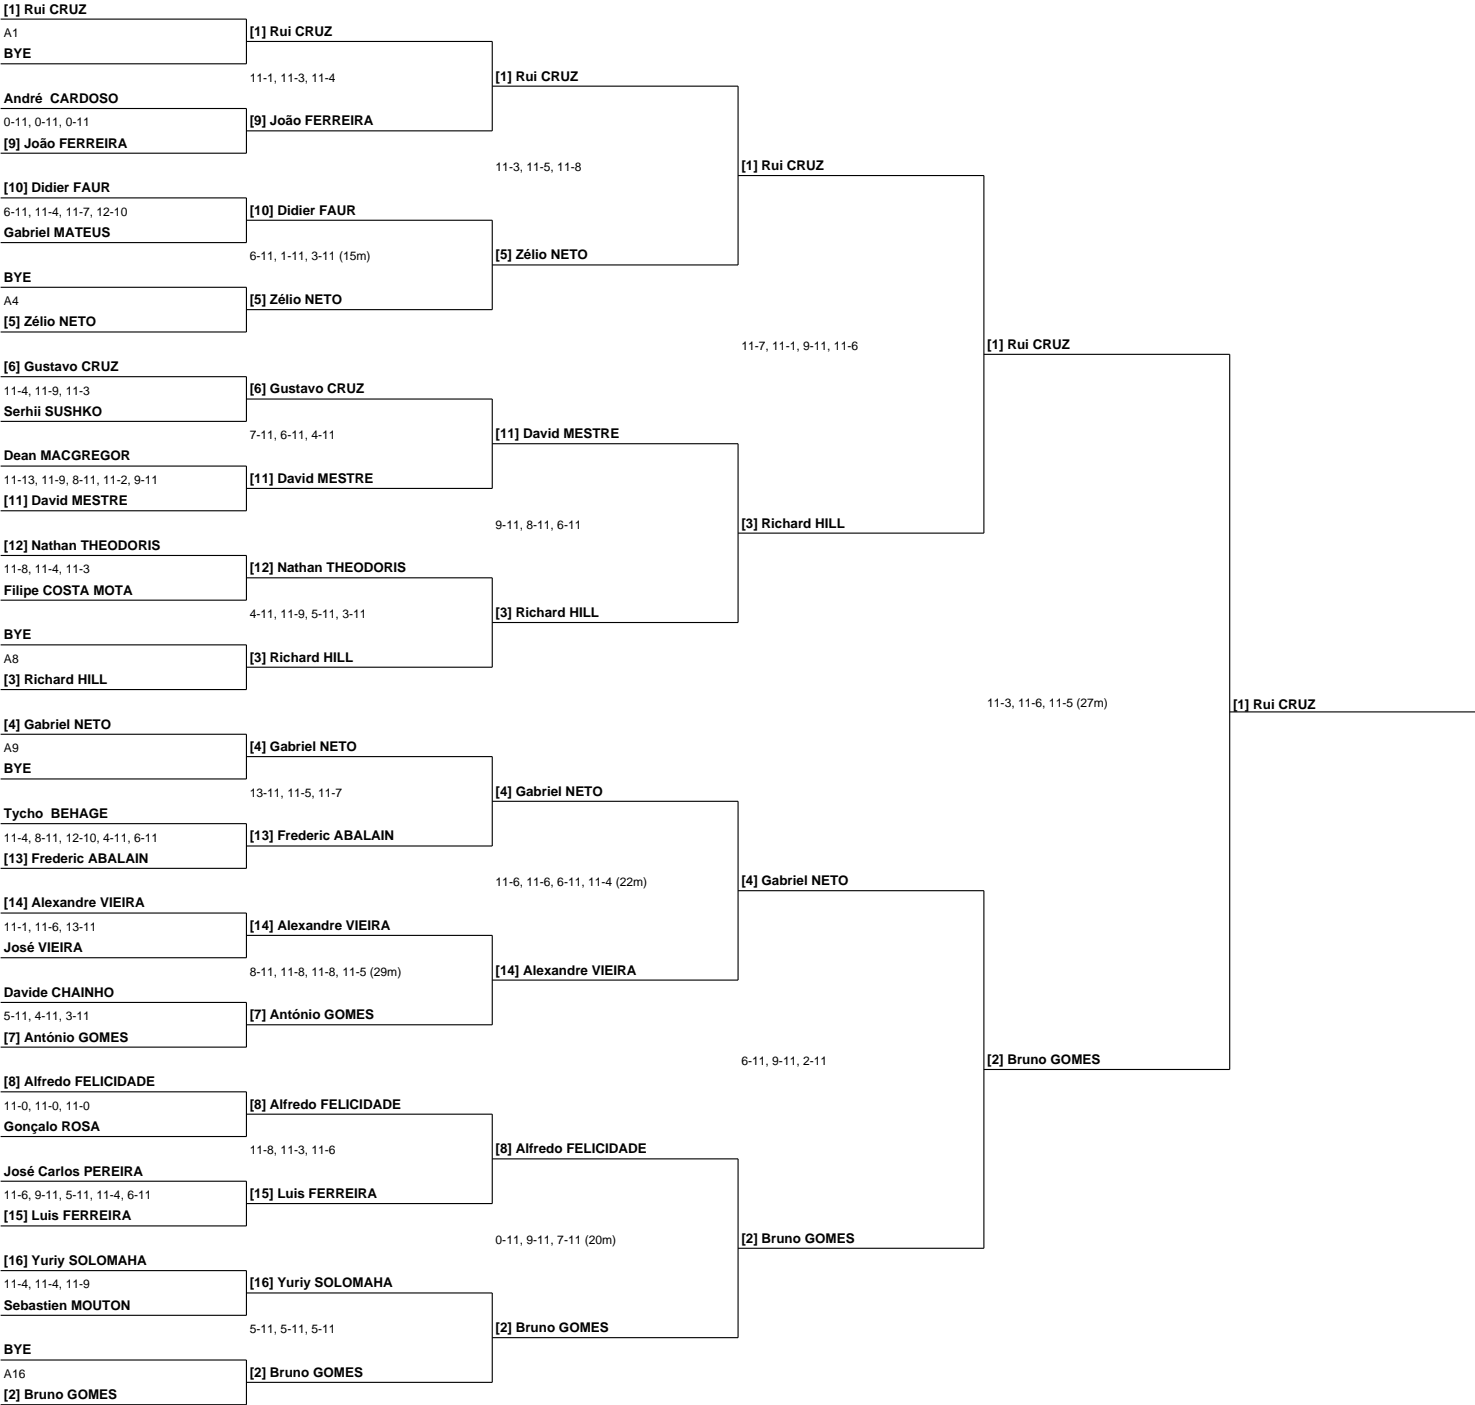 [1] Rui CRUZ
A1
BYE
André  CARDOSO
0-11, 0-11, 0-11
[9] João FERREIRA
[10] Didier FAUR
6-11, 11-4, 11-7, 12-10
Gabriel MATEUS
BYE
A4
[5] Zélio NETO
[6] Gustavo CRUZ
11-4, 11-9, 11-3
Serhii SUSHKO
Dean MACGREGOR
11-13, 11-9, 8-11, 11-2, 9-11
[11] David MESTRE
[12] Nathan THEODORIS
11-8, 11-4, 11-3
Filipe COSTA MOTA
BYE
A8
[3] Richard HILL
[4] Gabriel NETO
A9
BYE
Tycho  BEHAGE
11-4, 8-11, 12-10, 4-11, 6-11
[13] Frederic ABALAIN
[14] Alexandre VIEIRA
11-1, 11-6, 13-11
José VIEIRA
Davide CHAINHO
5-11, 4-11, 3-11
[7] António GOMES
[8] Alfredo FELICIDADE
11-0, 11-0, 11-0
Gonçalo ROSA
José Carlos PEREIRA
11-6, 9-11, 5-11, 11-4, 6-11
[15] Luis FERREIRA
[16] Yuriy SOLOMAHA
11-4, 11-4, 11-9
Sebastien MOUTON
BYE
A16
[2] Bruno GOMES
[1] Rui CRUZ
11-1, 11-3, 11-4
[9] João FERREIRA
[10] Didier FAUR
6-11, 1-11, 3-11 (15m)
[5] Zélio NETO
[6] Gustavo CRUZ
7-11, 6-11, 4-11
[11] David MESTRE
[12] Nathan THEODORIS
4-11, 11-9, 5-11, 3-11
[3] Richard HILL
[4] Gabriel NETO
13-11, 11-5, 11-7
[13] Frederic ABALAIN
[14] Alexandre VIEIRA
8-11, 11-8, 11-8, 11-5 (29m)
[7] António GOMES
[8] Alfredo FELICIDADE
11-8, 11-3, 11-6
[15] Luis FERREIRA
[16] Yuriy SOLOMAHA
5-11, 5-11, 5-11
[2] Bruno GOMES
[1] Rui CRUZ
11-3, 11-5, 11-8
[5] Zélio NETO
[11] David MESTRE
9-11, 8-11, 6-11
[3] Richard HILL
[4] Gabriel NETO
11-6, 11-6, 6-11, 11-4 (22m)
[14] Alexandre VIEIRA
[8] Alfredo FELICIDADE
0-11, 9-11, 7-11 (20m)
[2] Bruno GOMES
[1] Rui CRUZ
11-7, 11-1, 9-11, 11-6
[3] Richard HILL
[4] Gabriel NETO
6-11, 9-11, 2-11
[2] Bruno GOMES
[1] Rui CRUZ
11-3, 11-6, 11-5 (27m)
[2] Bruno GOMES
[1] Rui CRUZ